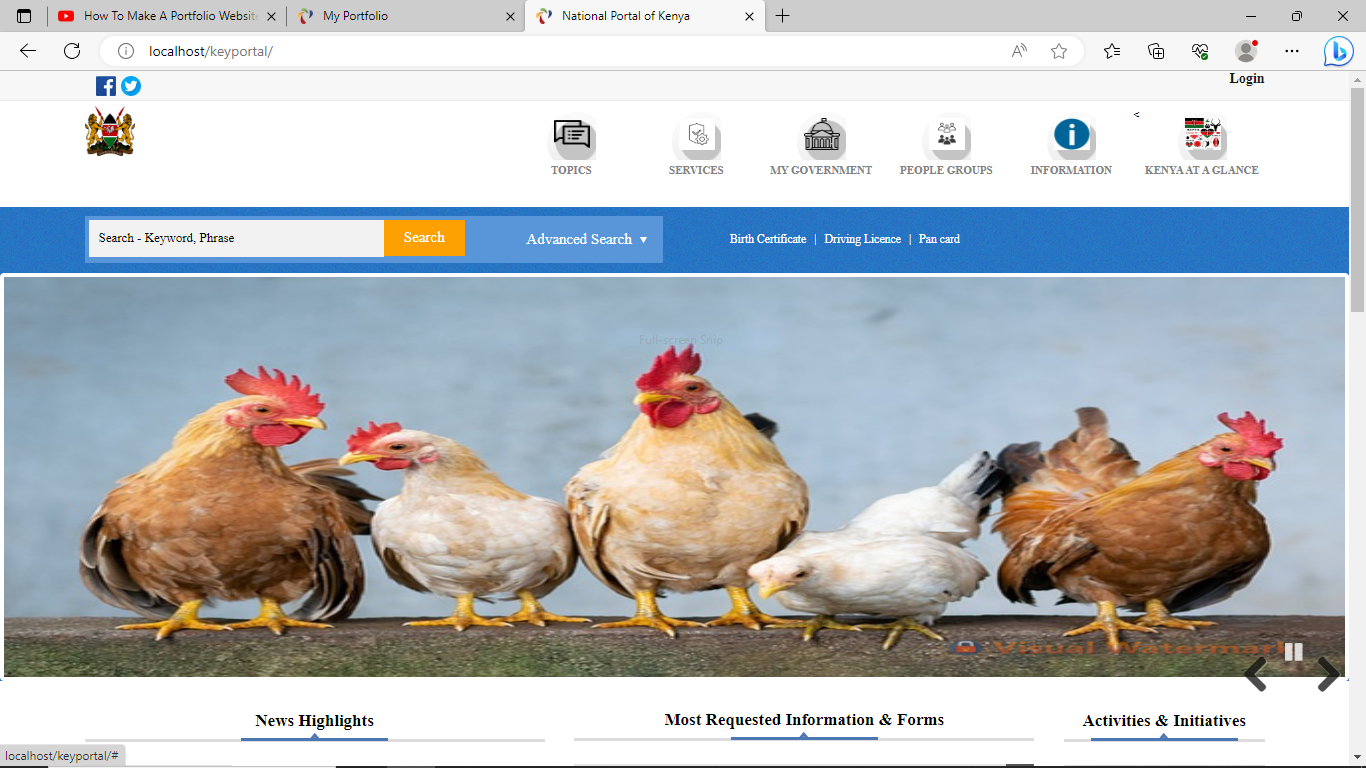 How To Make A Portfolio Website
My Portfolio
National Portal of Kenya
localhost/keyportal/
Login
<
TOPICS
SERVICES
MY GOVERNMENT
PEOPLE GROUPS
INFORMATION
KENYA AT A GLANCE
Search - Keyword, Phrase
Search
Advanced Search ▼
Birth Certificate | Driving Licence | Pan card
Full-screen Snip
Visual Watermark
News Highlights
Most Requested Information & Forms
Activities & Initiatives
localhost/keyportal/#